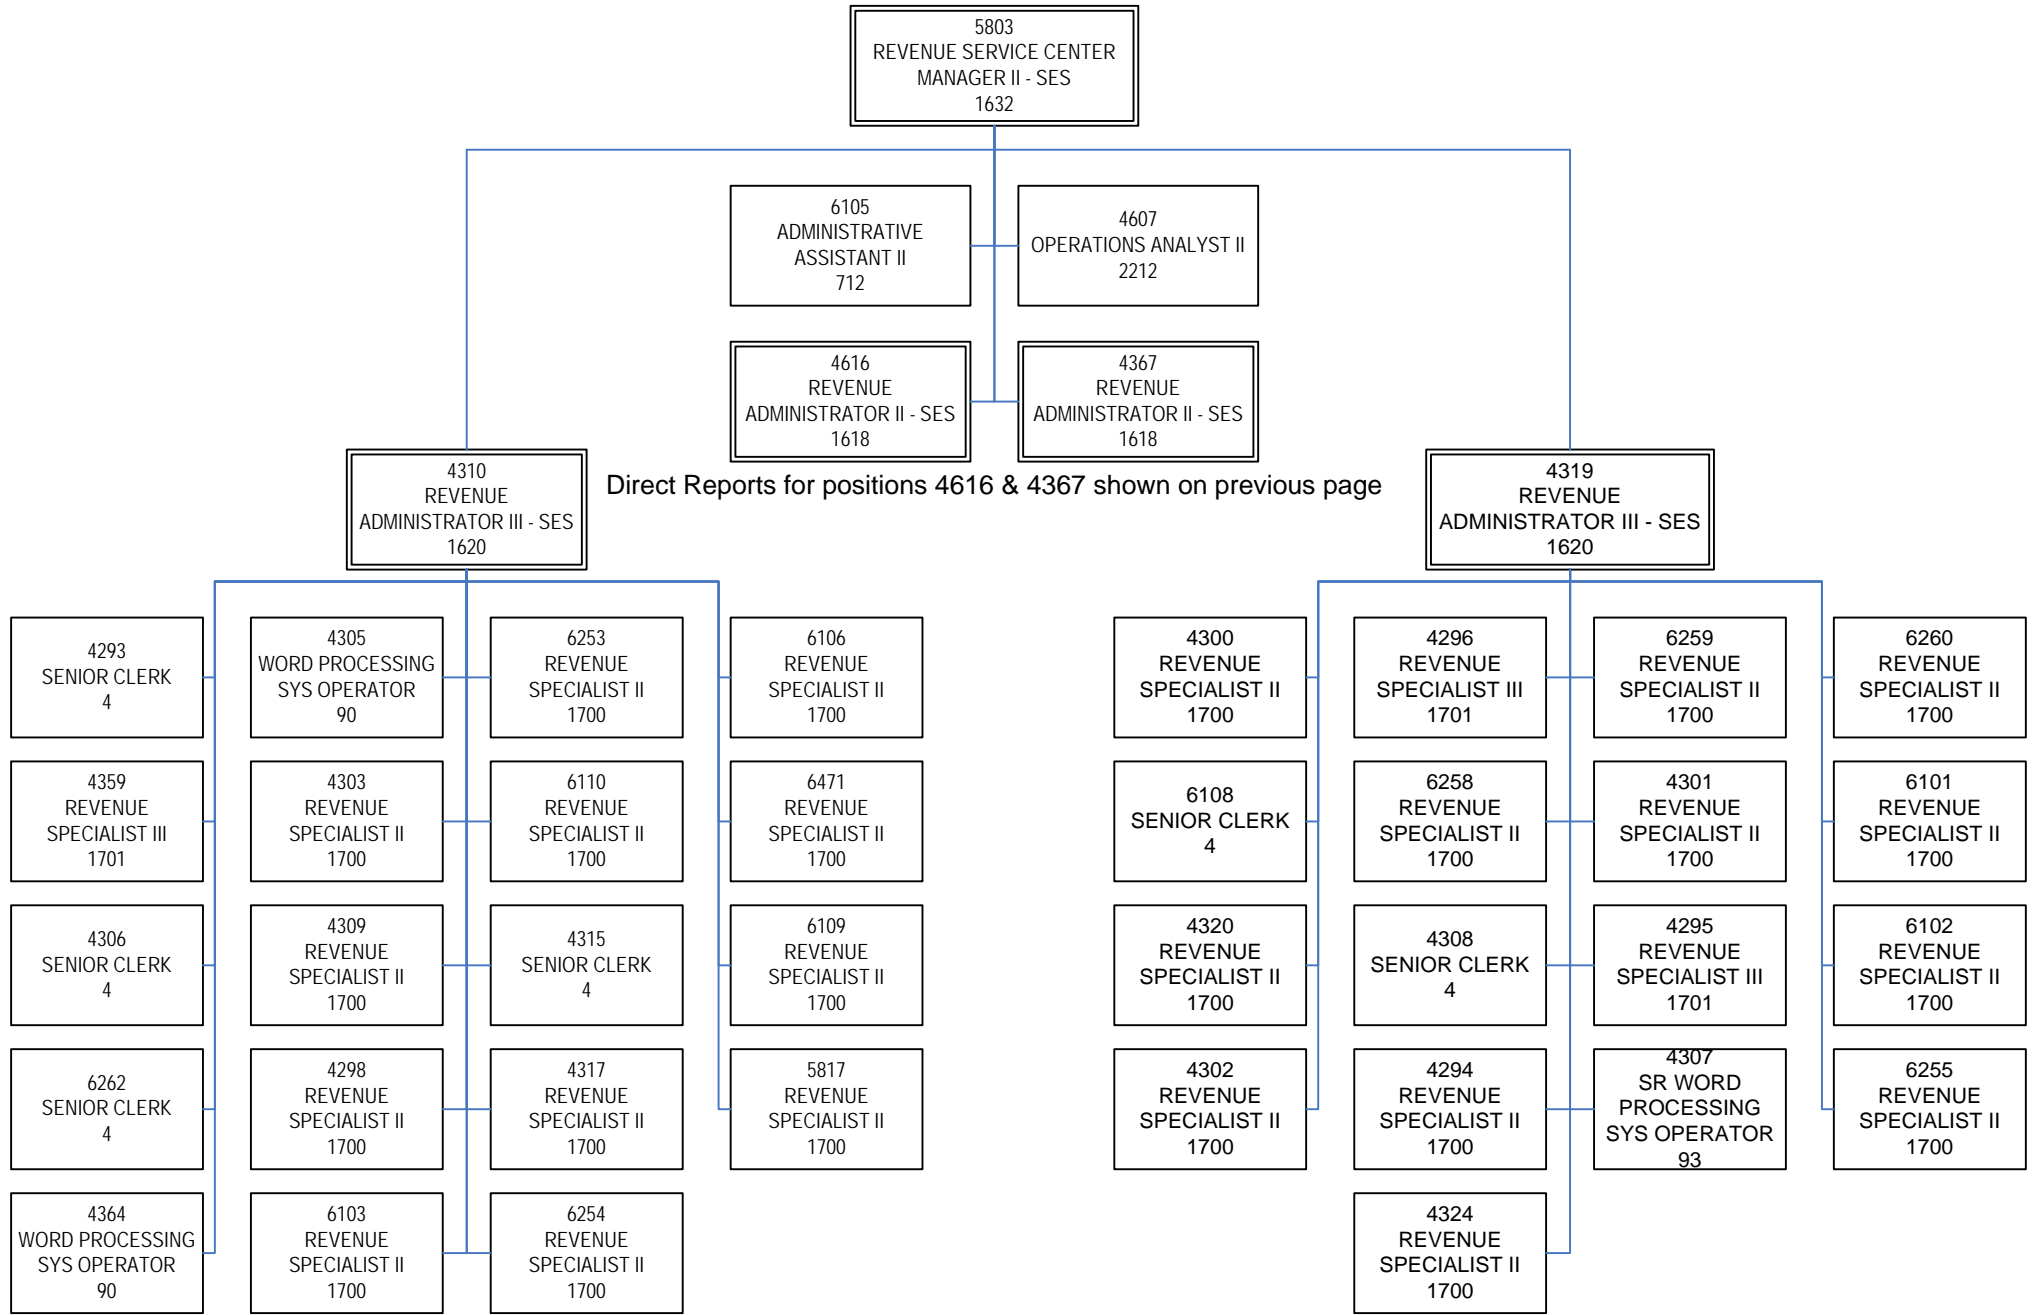 5803
REVENUE SERVICE CENTER
MANAGER II - SES
1632
6105
ADMINISTRATIVE
ASSISTANT II
712
4607
OPERATIONS ANALYST II
2212
4616
REVENUE
ADMINISTRATOR II - SES
1618
4367
REVENUE
ADMINISTRATOR II - SES
1618
Direct Reports for positions 4616 & 4367 shown on previous page
4310
REVENUE
ADMINISTRATOR III - SES
1620
4319
REVENUE
ADMINISTRATOR III - SES
1620
4293
SENIOR CLERK
4
4305
WORD PROCESSING
SYS OPERATOR
90
6253
REVENUE
SPECIALIST II
1700
6106
REVENUE
SPECIALIST II
1700
4300
REVENUE
SPECIALIST II
1700
4296
REVENUE
SPECIALIST III
1701
6259
REVENUE
SPECIALIST II
1700
6260
REVENUE
SPECIALIST II
1700
4359
REVENUE
SPECIALIST III
1701
4303
REVENUE
SPECIALIST II
1700
6110
REVENUE
SPECIALIST II
1700
6471
REVENUE
SPECIALIST II
1700
6108
SENIOR CLERK
4
6258
REVENUE
SPECIALIST II
1700
4301
REVENUE
SPECIALIST II
1700
6101
REVENUE
SPECIALIST II
1700
4306
SENIOR CLERK
4
4309
REVENUE
SPECIALIST II
1700
4315
SENIOR CLERK
4
6109
REVENUE
SPECIALIST II
1700
4320
REVENUE
SPECIALIST II
1700
4308
SENIOR CLERK
4
4295
REVENUE
SPECIALIST III
1701
6102
REVENUE
SPECIALIST II
1700
6262
SENIOR CLERK
4
4298
REVENUE
SPECIALIST II
1700
4317
REVENUE
SPECIALIST II
1700
5817
REVENUE
SPECIALIST II
1700
4302
REVENUE
SPECIALIST II
1700
4294
REVENUE
SPECIALIST II
1700
4307
SR WORD
PROCESSING
SYS OPERATOR
93
6255
REVENUE
SPECIALIST II
1700
4364
WORD PROCESSING
SYS OPERATOR
90
6103
REVENUE
SPECIALIST II
1700
6254
REVENUE
SPECIALIST II
1700
4324
REVENUE
SPECIALIST II
1700